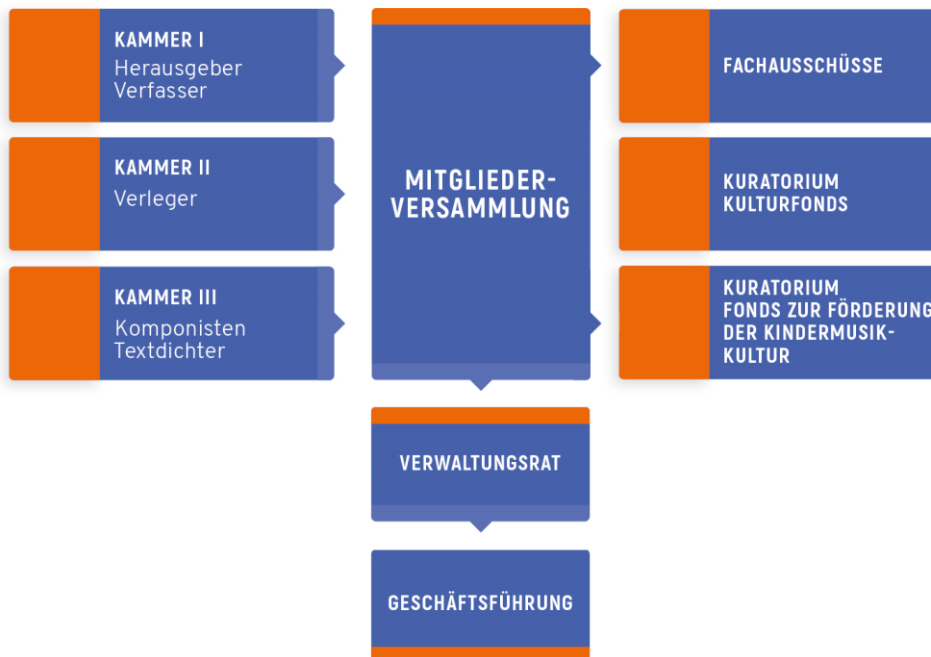 KAMMER I
Herausgeber
Verfasser
KAMMER II
Verleger
KAMMER III
Komponisten
Textdichter
MITGLIEDER-
VERSAMMLUNG
FACHAUSSCHÜSSE
KURATORIUM
KULTURFONDS
KURATORIUM
FONDS ZUR FÖRDERUNG
DER KINDERMUSIK-
KULTUR
VERWALTUNGSRAT
GESCHÄFTSFÜHRUNG